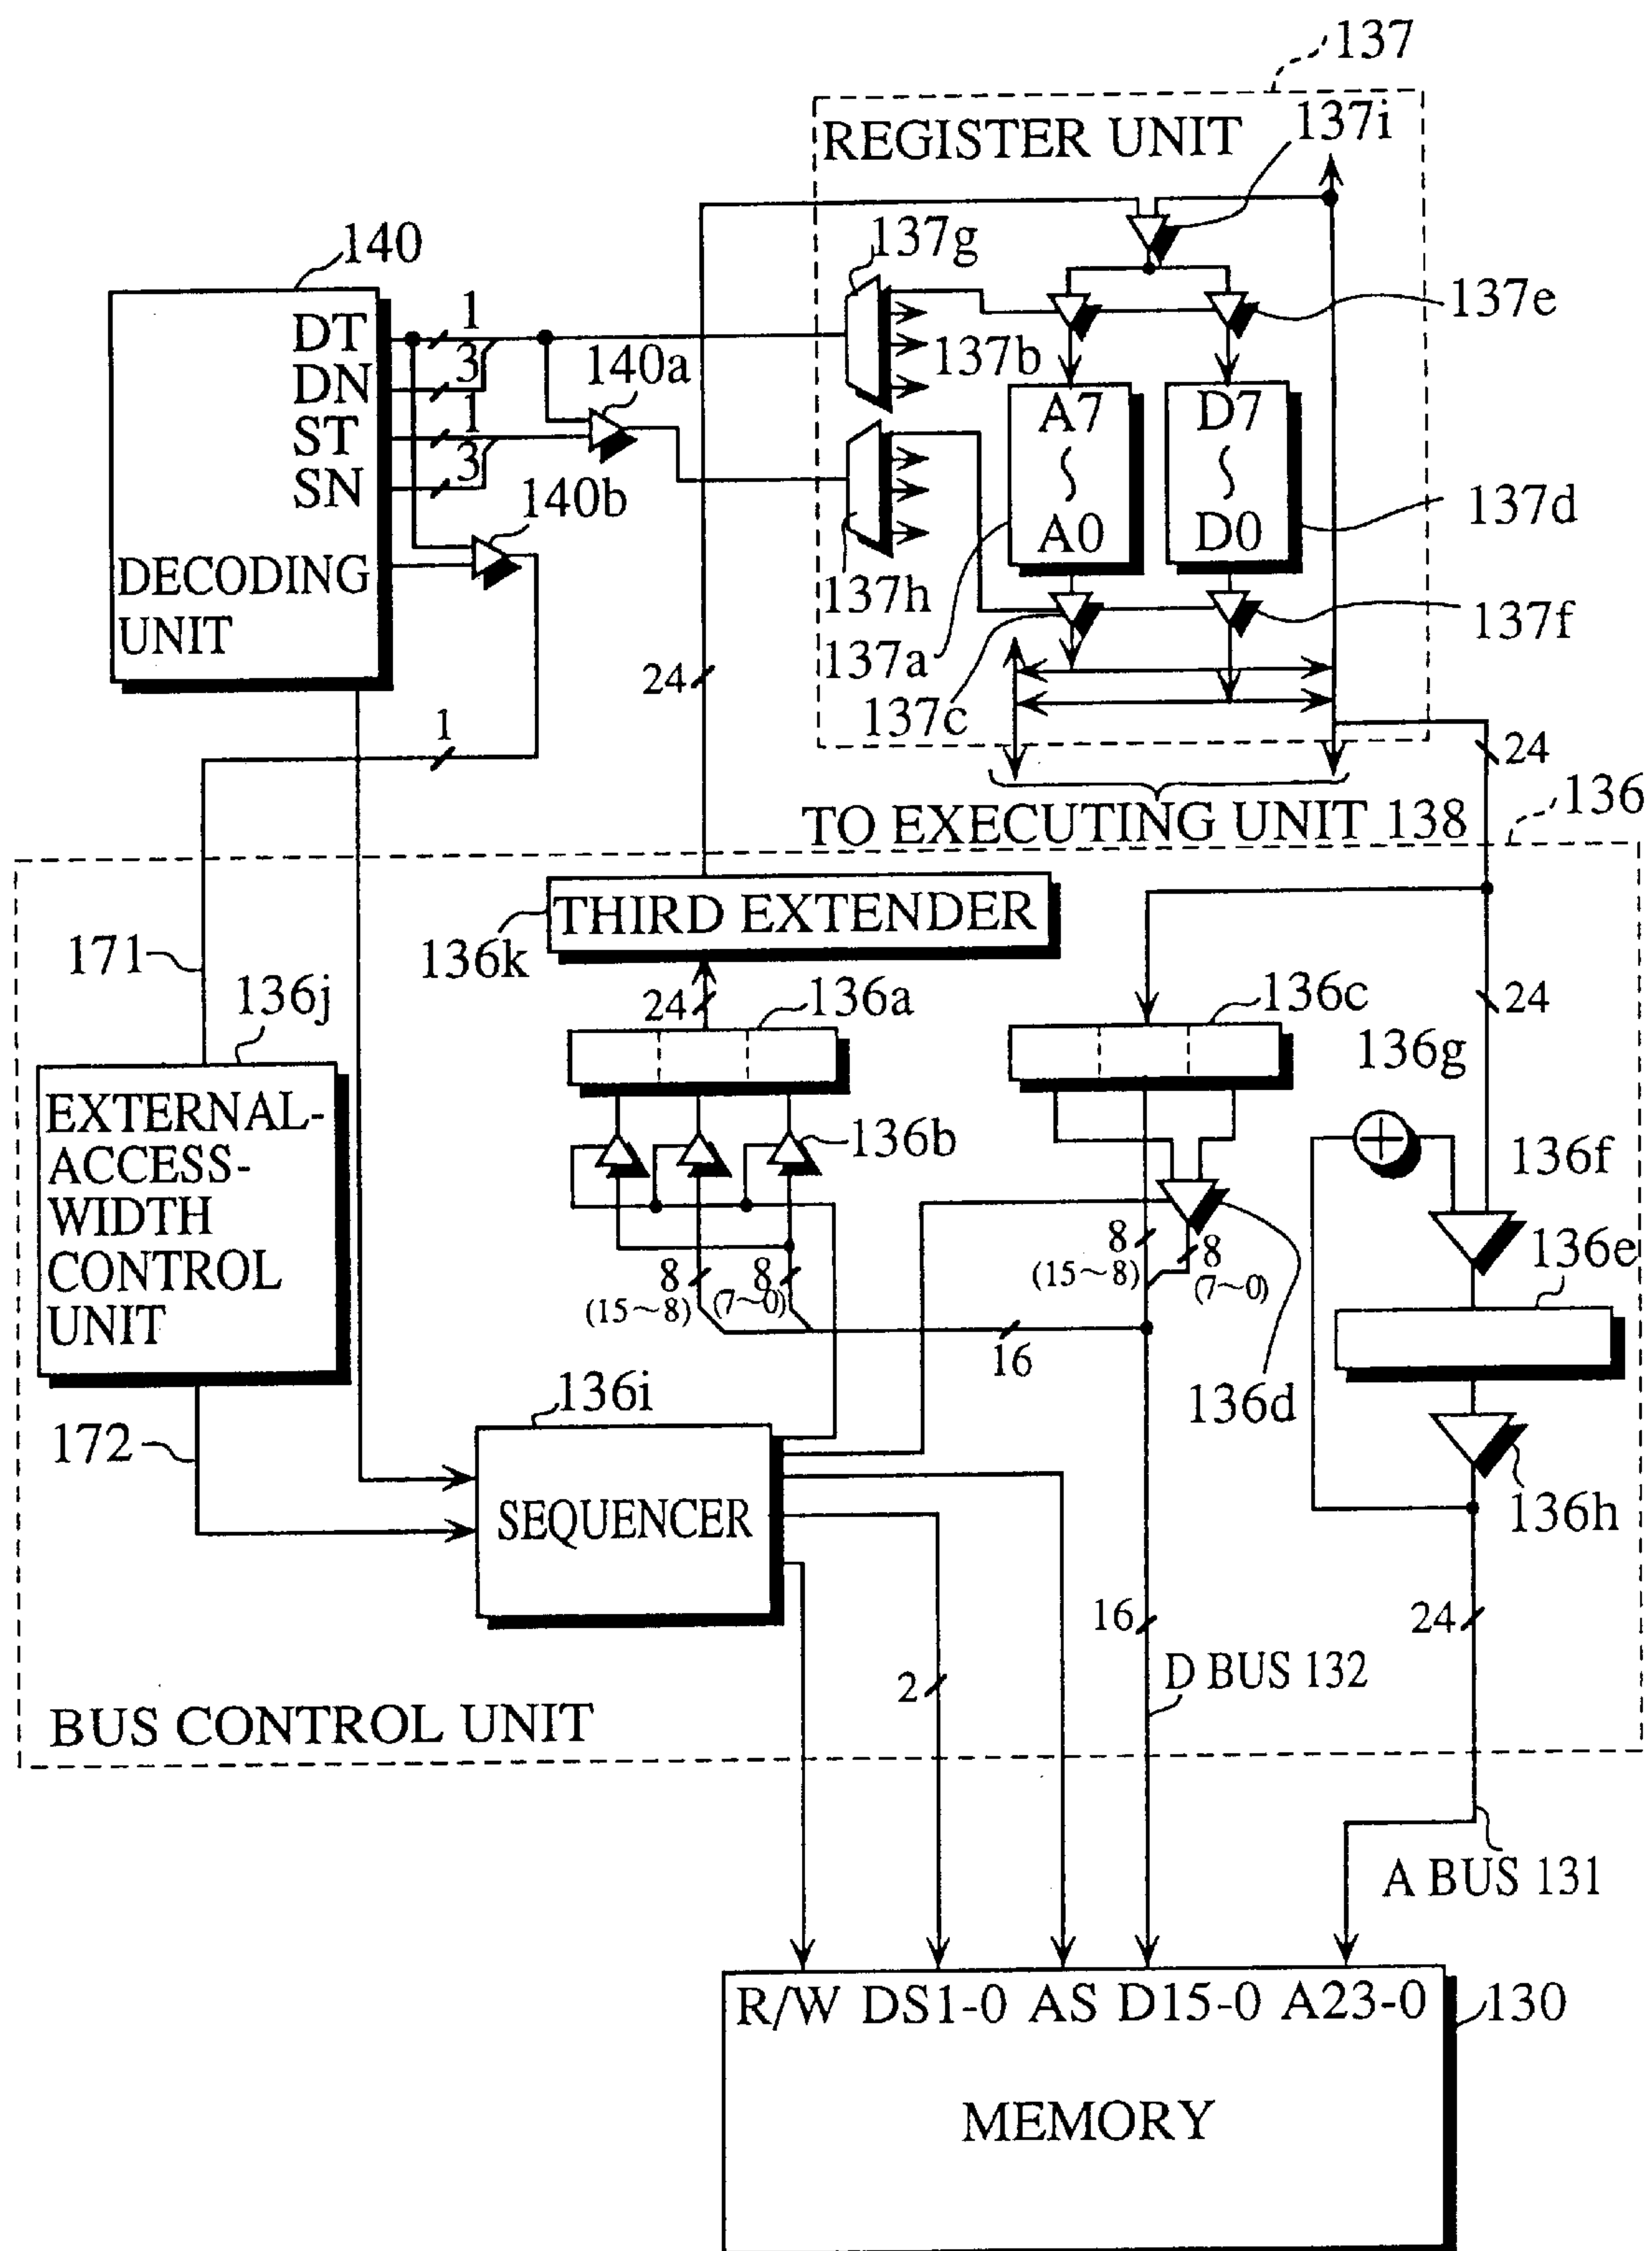 137
REGISTER UNIT
137i
140
137g
137e
DT
1
DN
3
140a
137b
ST
1
A7
D7
SN
3
140b
137d
A0
D0
DECODING
UNIT
137h
137f
137a
24
137c
1
24
TO EXECUTING UNIT 138
136
THIRD EXTENDER
136k
171
136j
24
136a
136c
24
136g
EXTERNAL-
ACCESS-
WIDTH
CONTROL
UNIT
136b
136f
136e
8
(15~8)
8
(7~0)
8
(15~8)
8
(7~0)
16
136d
136i
172
SEQUENCER
136h
16
24
2
D BUS 132
BUS CONTROL UNIT
A BUS 131
R/W DS1-0 AS D15-0 A23-0
130
MEMORY